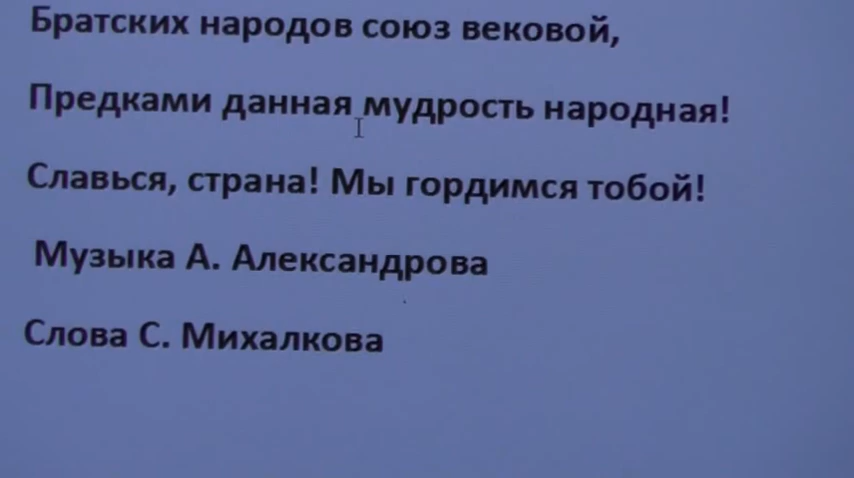 Братских народов союз вековой,
Предками данная мудрость народная!
Славься, страна! Мы гордимся тобой!
Музыка А. Александрова
Слова С. Михалкова